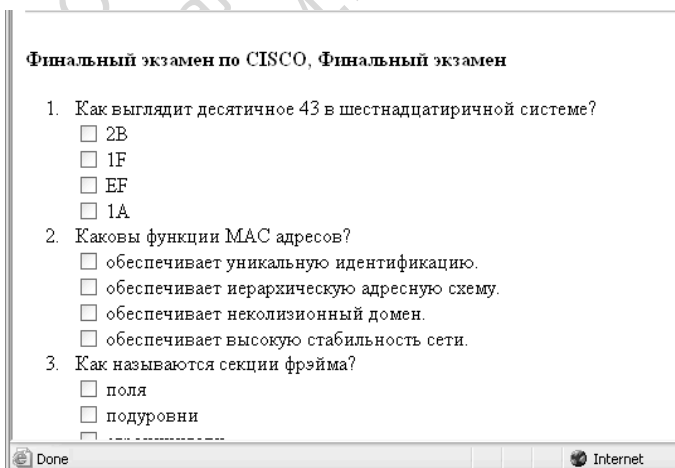 Финальный экзамен по CISCO, Финальный экзамен
1. Как выглядит десятичное 43 в шестнадцатиричной системе?
2B
1F
EF
1A
2. Каковы функции MAC адресов?
обеспечивает уникальную идентификацию.
обеспечивает иерархическую адресную схему.
обеспечивает неколизионный домен.
обеспечивает высокую стабильность сети.
3. Как называются секции фрэйма?
поля
подуровни
Done
Internet